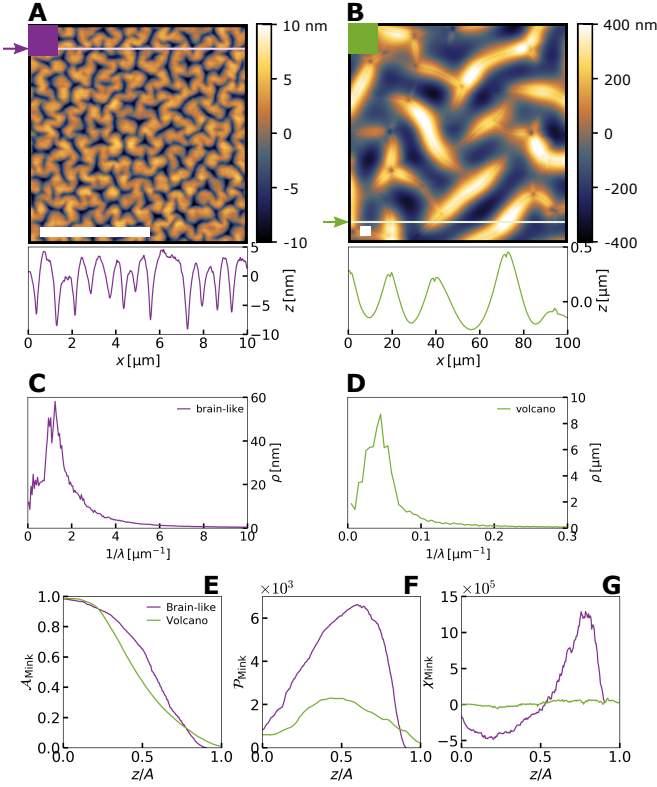 A
B
10 nm
5
0
-5
-10
400 nm
200
0
-200
-400
5
0
−5
−10
z [nm]
0 2 4 6 8 10
x [µm]
0.5
0.0
z [µm]
0 20 40 60 80 100
x [µm]
C
D
brain-like
60
40
20
0
ρ [nm]
0 2 4 6 8 10
1/λ [µm⁻¹]
volcano
10
8
6
4
2
0
ρ [µm]
0.0 0.1 0.2 0.3
1/λ [µm⁻¹]
E
F
G
Brain-like
Volcano
1.0
0.8
0.6
0.4
0.2
0.0
𝒜Mink
0.0 0.5 1.0
z/A
×10³
6
4
2
0
𝒫Mink
0.0 0.5 1.0
z/A
×10⁵
15
10
5
0
−5
χMink
0.0 0.5 1.0
z/A